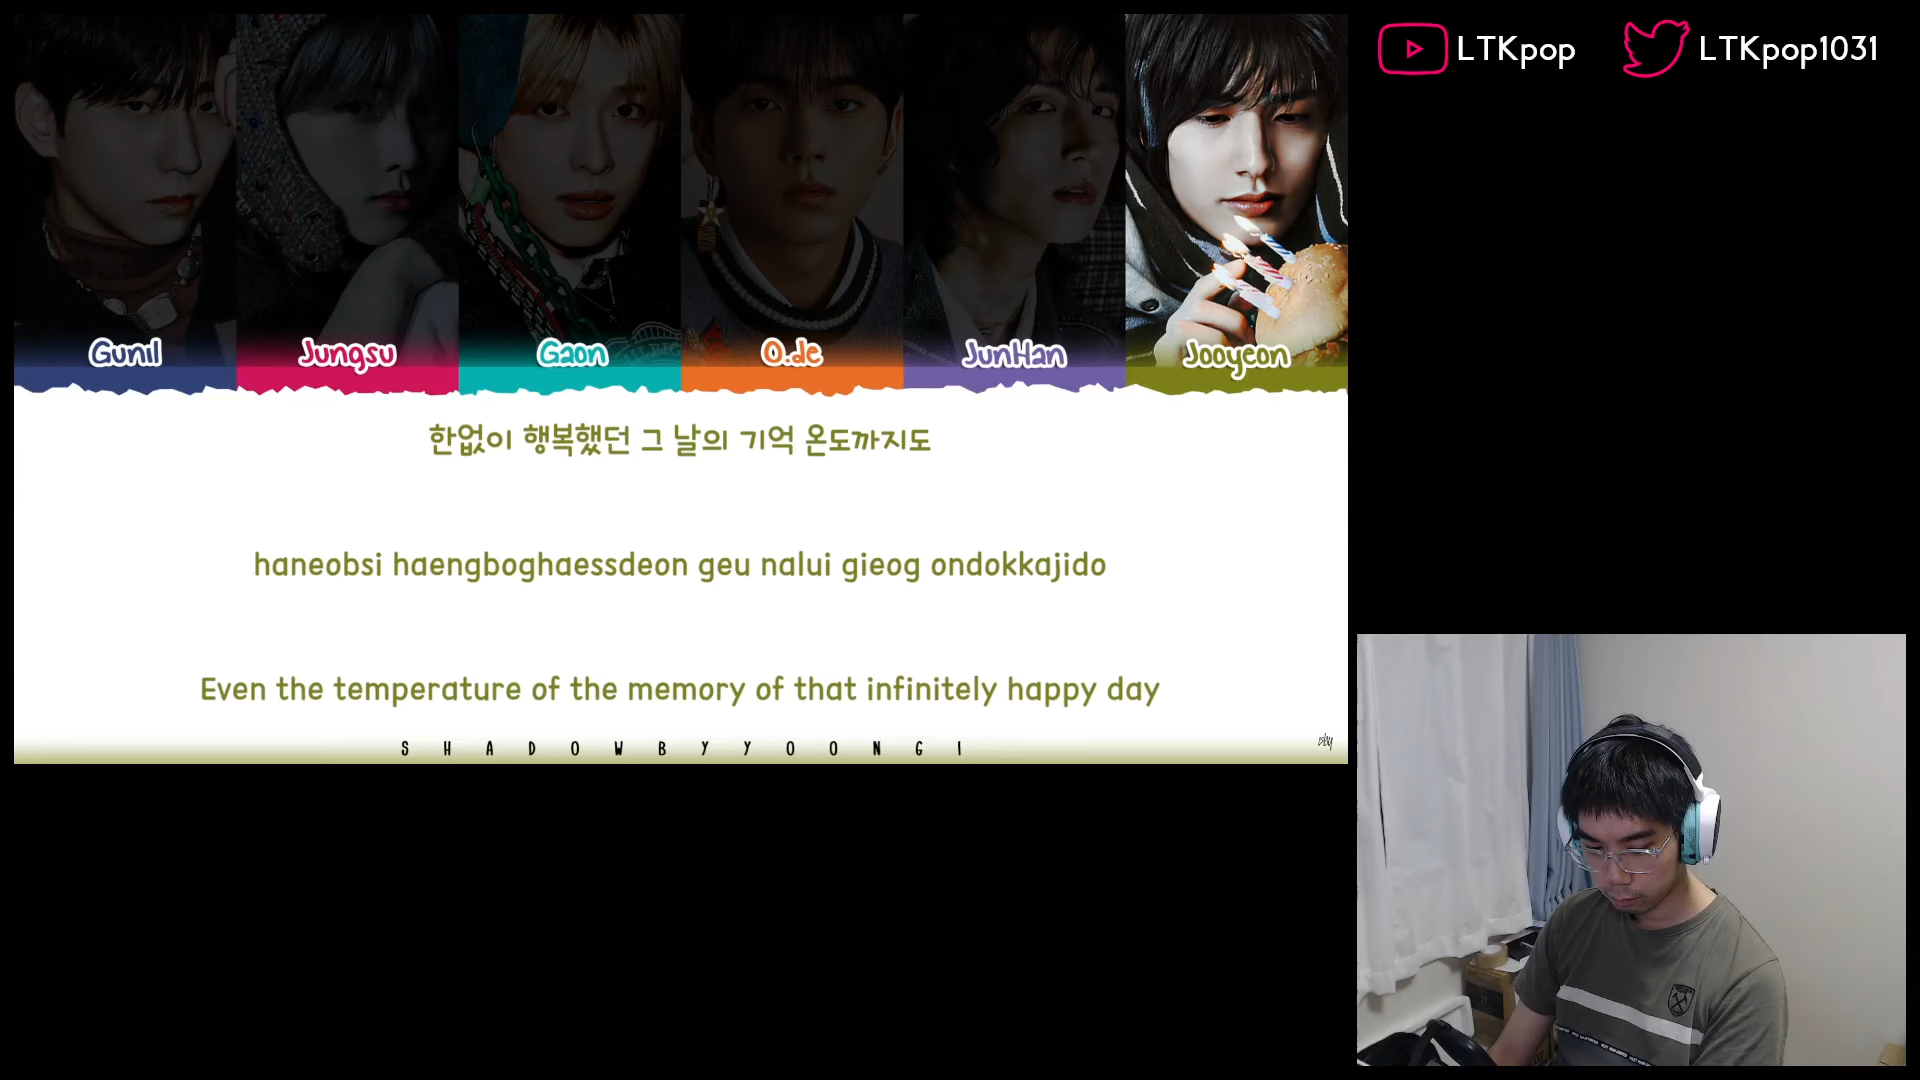 LTKpop LTKpop1031
Gunil Jungsu Gaon O.de JunHan Jooyeon
한없이 행복했던 그 날의 기억 온도까지도
haneobsi haengboghaessdeon geu nalui gieog ondokkajido
Even the temperature of the memory of that infinitely happy day
SHADOWBYYOONGI
sby